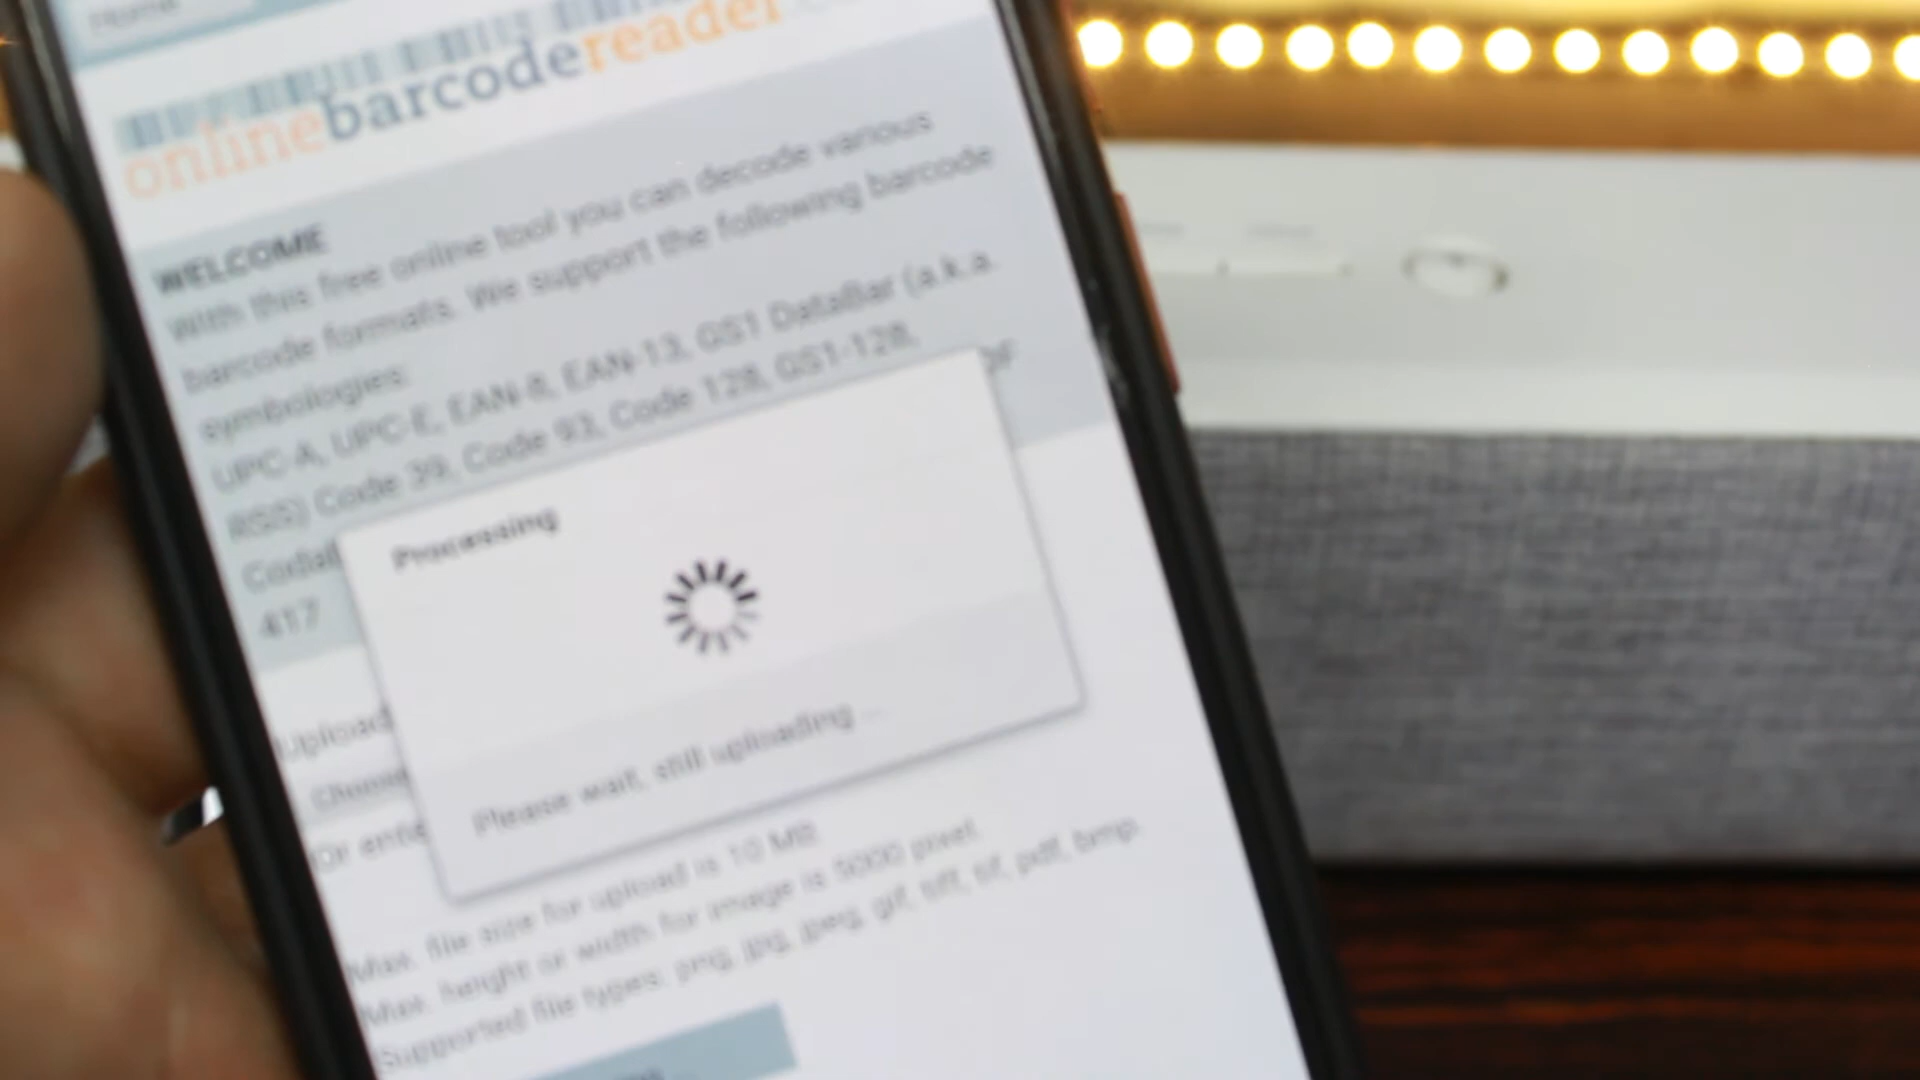 Home
onlinebarcodereader
WELCOME
With this free online tool you can decode various
barcode formats. We support the following barcode
symbologies:
UPC-A, UPC-E, EAN-8, EAN-13, GS1 DataBar (a.k.a.
RSS) Code 39, Code 93, Code 128, GS1-128,
417
Processing
Please wait, still uploading ...
Upload
Or
Max. file size for upload is 10 MB
Max. height or width for image is 5000 pixel.
Supported file types: png, jpg, jpeg, gif, tiff, tif, pdf, bmp.